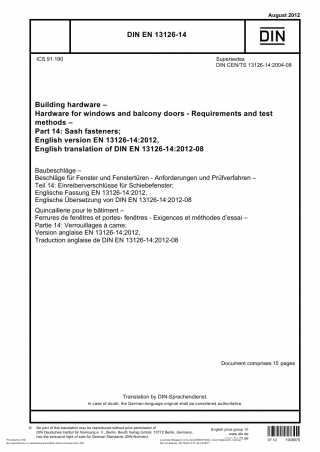 August 2012
DIN EN 13126-14
DIN
ICS 91.190
Supersedes
DIN CEN/TS 13126-14:2004-08
Building hardware –
Hardware for windows and balcony doors - Requirements and test
methods –
Part 14: Sash fasteners;
English version EN 13126-14:2012,
English translation of DIN EN 13126-14:2012-08
Baubeschläge –
Beschläge für Fenster und Fenstertüren - Anforderungen und Prüfverfahren –
Teil 14: Einreiberverschlüsse für Schiebefenster;
Englische Fassung EN 13126-14:2012,
Englische Übersetzung von DIN EN 13126-14:2012-08
Quincaillerie pour le bâtiment –
Ferrures de fenêtres et portes- fenêtres - Exigences et méthodes d'essai –
Partie 14: Verrouillages à came;
Version anglaise EN 13126-14:2012,
Traduction anglaise de DIN EN 13126-14:2012-08
Document comprises 15 pages
Translation by DIN-Sprachendienst.
In case of doubt, the German-language original shall be considered authoritative.
© No part of this translation may be reproduced without prior permission of
DIN Deutsches Institut für Normung e. V., Berlin. Beuth Verlag GmbH, 10772 Berlin, Germany,
has the exclusive right of sale for German Standards (DIN-Normen).
English price group 10
www.din.de